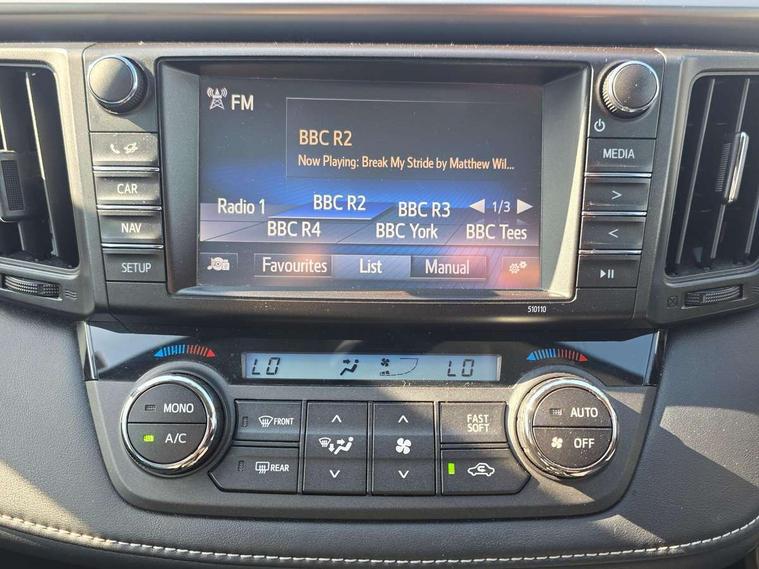 FM
BBC R2
Now Playing: Break My Stride by Matthew Wil...
Radio 1 BBC R2 BBC R3 1/3
BBC R4 BBC York BBC Tees
Favourites List Manual
CAR
NAV
SETUP
MEDIA
>
<
510110
LO LO
MONO
A/C
FRONT
REAR
FAST
SOFT
AUTO
OFF